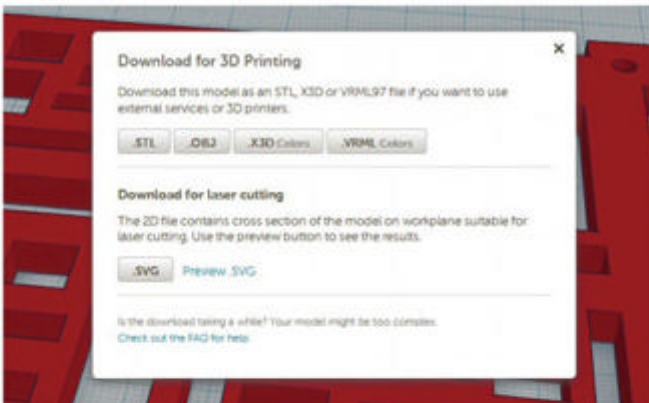 Download for 3D Printing
Download this model as an STL, X3D or VRML97 file if you want to use
external services or 3D printers.
.STL .OBJ .X3D Colors .VRML Colors
Download for laser cutting
The 2D file contains cross section of the model on workplane suitable for
laser cutting. Use the preview button to see the results.
.SVG Preview .SVG
Is the download taking a while? Your model might be too complex.
Check out the FAQ for help